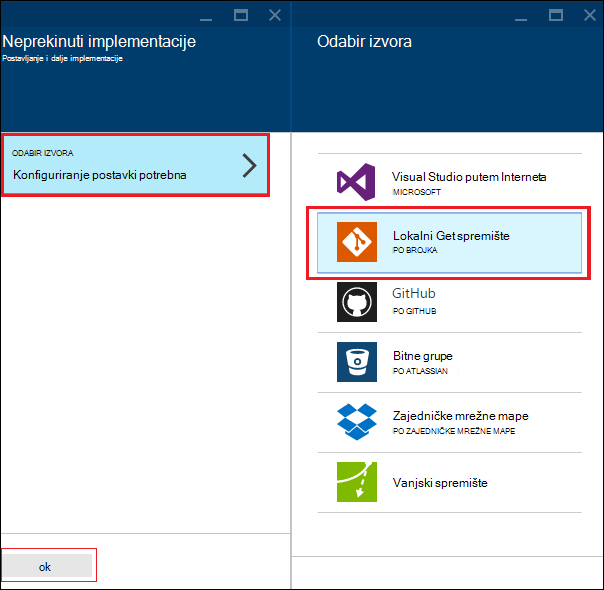 Neprekinuti implementacije
Postavljanje i dalje implementacije
ODABIR IZVORA
Konfiguriranje postavki potrebna
ok
Odabir izvora
Visual Studio putem Interneta
MICROSOFT
Lokalni Get spremište
PO BROJKA
GitHub
PO GITHUB
Bitne grupe
PO ATLASSIAN
Zajedničke mrežne mape
PO ZAJEDNIČKE MREŽNE MAPE
Vanjski spremište